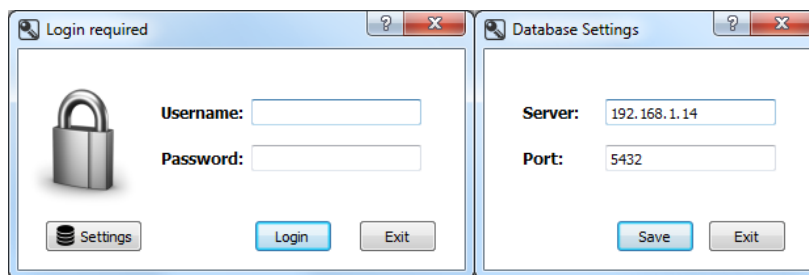 Login required
Username:
Password:
Settings
Login
Exit
Database Settings
Server: 192.168.1.14
Port: 5432
Save
Exit